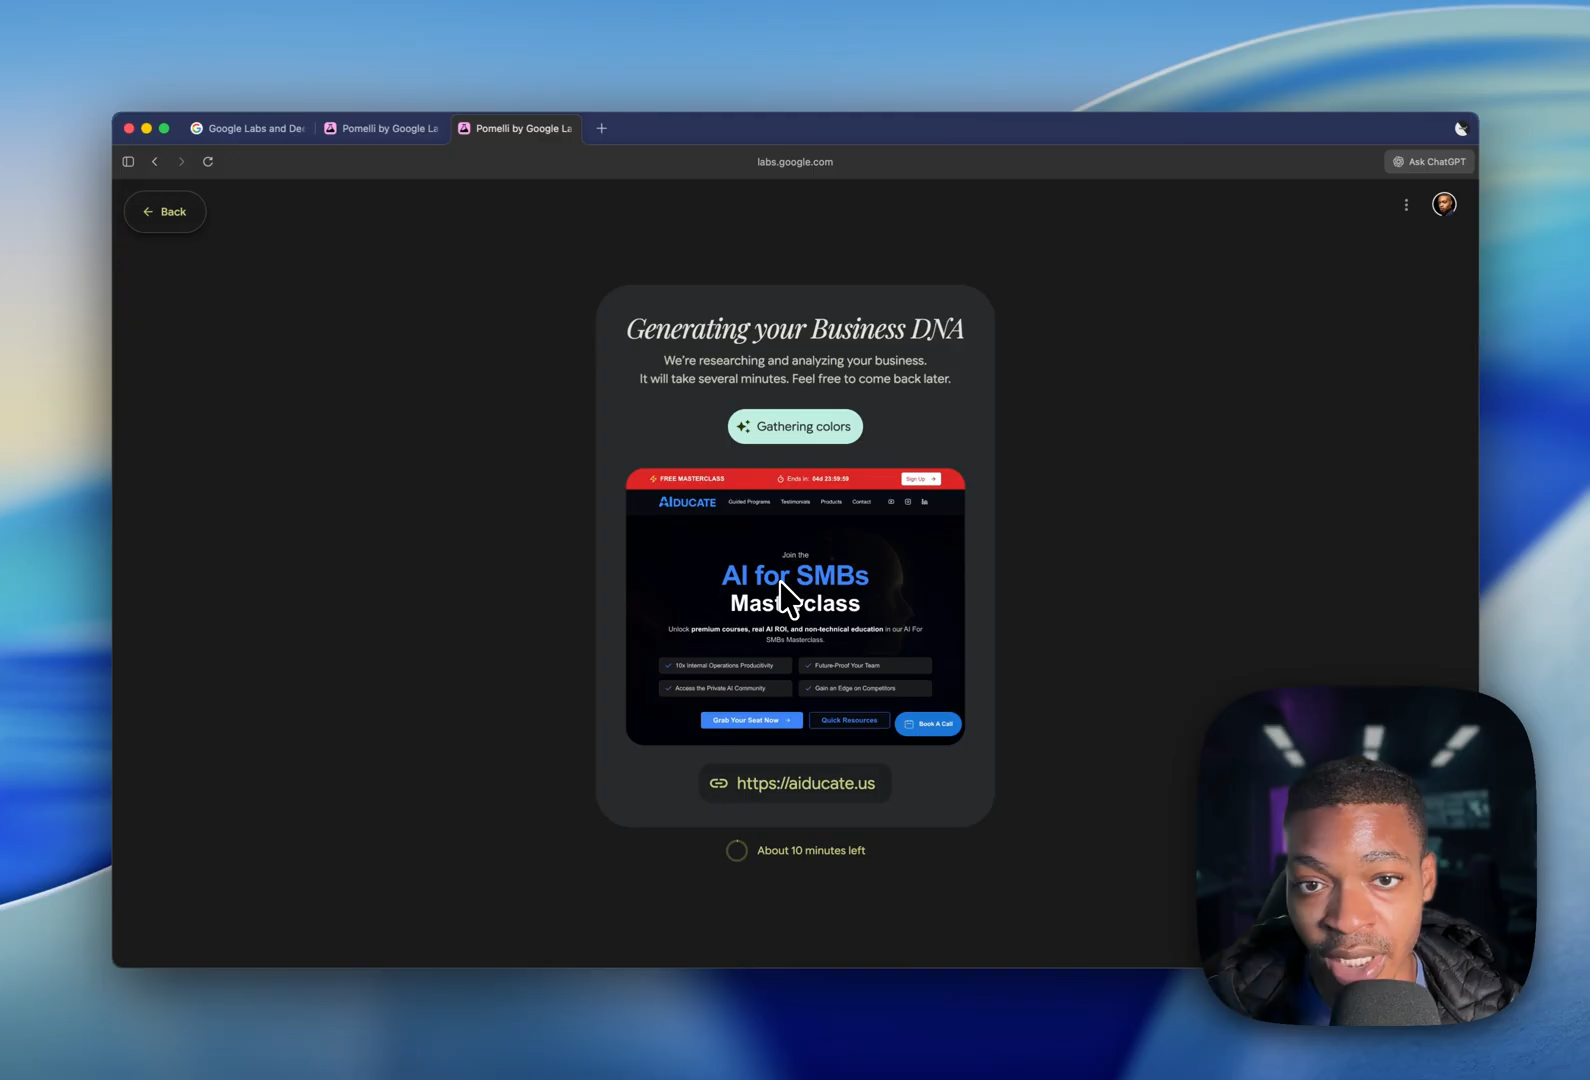 Google Labs and Dee
Pomelli by Google La
Pomelli by Google La
labs.google.com
Ask ChatGPT
Back
Generating your Business DNA
We're researching and analyzing your business.
It will take several minutes. Feel free to come back later.
Gathering colors
FREE MASTERCLASS
Ends in: 04d 23:59:59
Sign Up
AIDUCATE
Guided Programs
Testimonials
Products
Contact
Join the
AI for SMBs
Masterclass
Unlock premium courses, real AI ROI, and non-technical education in our AI For
SMBs Masterclass.
10x Internal Operations Producitivity
Future-Proof Your Team
Access the Private AI Community
Gain an Edge on Competitors
Grab Your Seat Now
Quick Resources
Book A Call
https://aiducate.us
About 10 minutes left